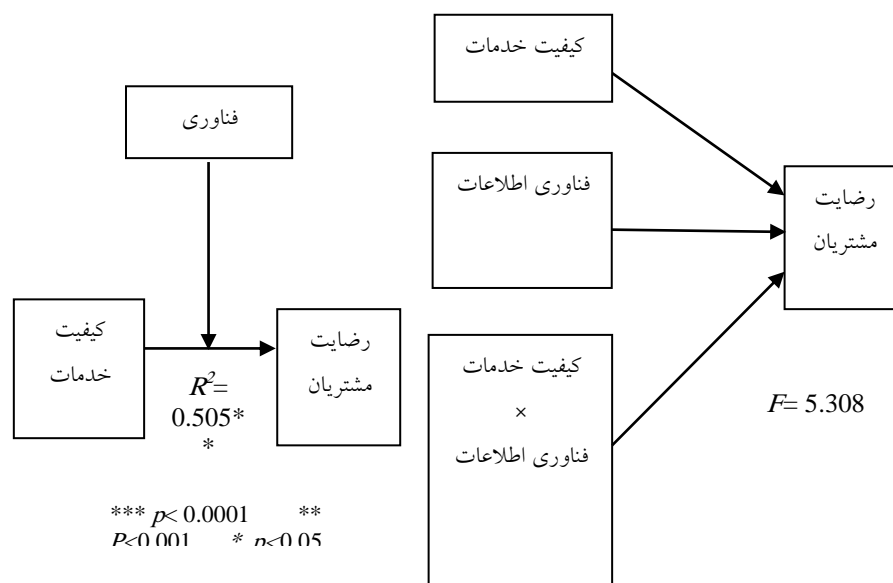 فناوری
کیفیت
خدمات
رضایت
مشتریان
R²=
0.505*
*
*** p< 0.0001 **
P<0.001 * p<0.05
کیفیت خدمات
فناوری اطلاعات
کیفیت خدمات
×
فناوری اطلاعات
رضایت
مشتریان
F= 5.308